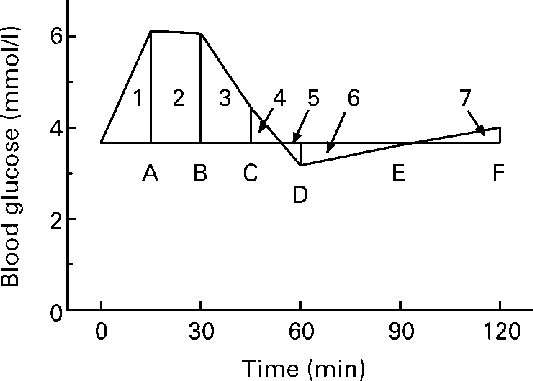 Blood glucose (mmol/l)
6
4
2
0
1 2 3 4 5 6 7
A B C D E F
0 30 60 90 120
Time (min)